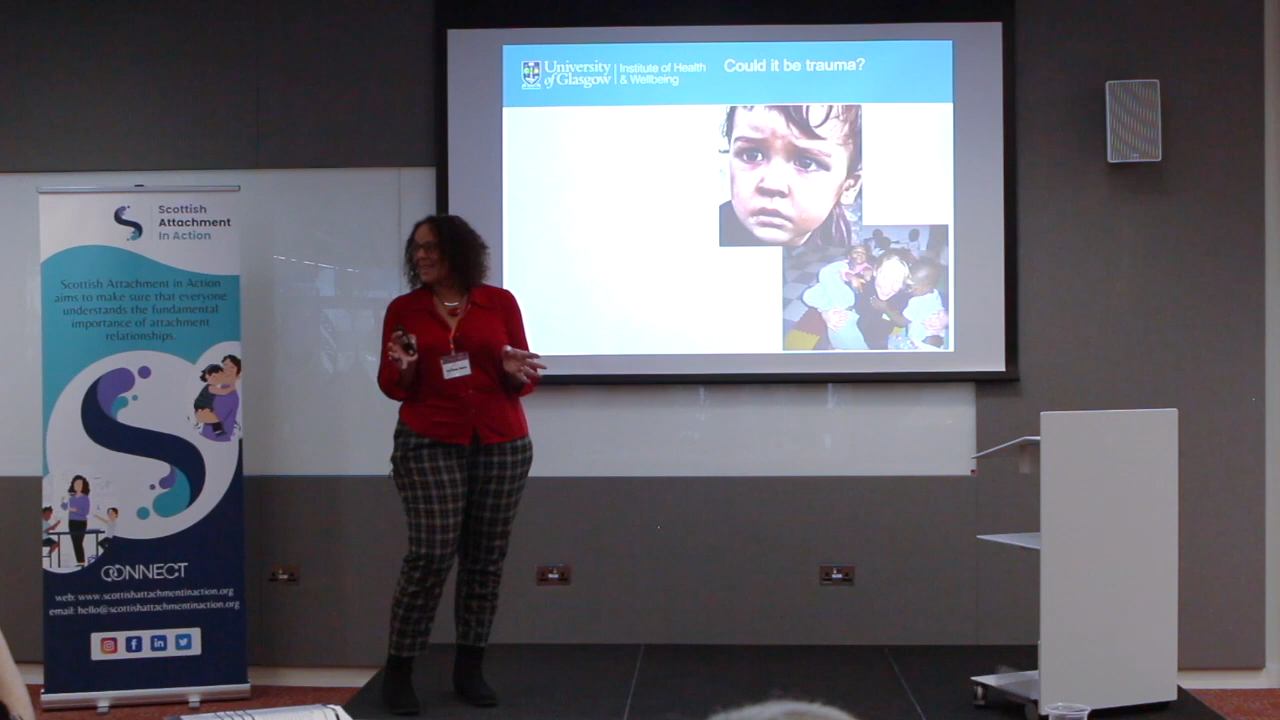 University
of Glasgow
Institute of Health
& Wellbeing
Could it be trauma?
Scottish
Attachment
In Action
Scottish Attachment in Action
aims to make sure that everyone
understands the fundamental
importance of attachment
relationships.
CONNECT
web: www.scottishattachmentinaction.org
email: hello@scottishattachmentinaction.org